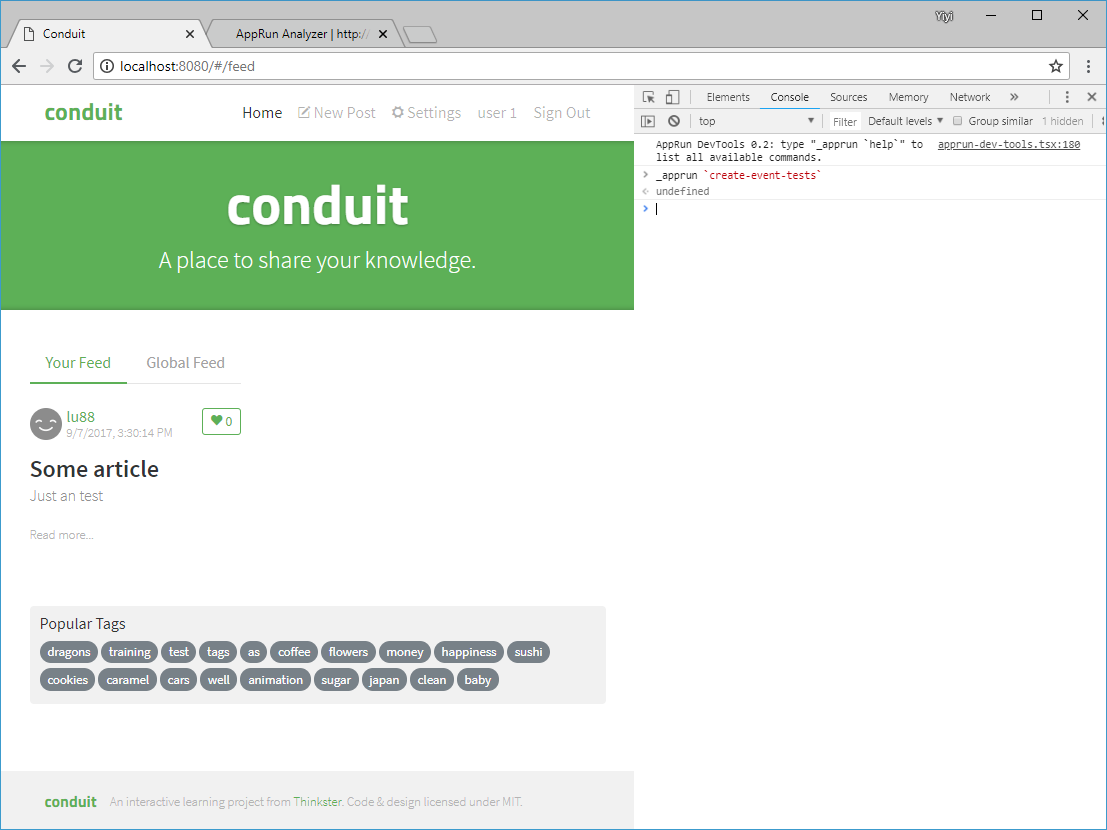 Yiyi
Conduit
AppRun Analyzer | http:/
localhost:8080/#/feed
conduit Home New Post Settings user 1 Sign Out
conduit
A place to share your knowledge.
Your Feed Global Feed
lu88
9/7/2017, 3:30:14 PM
0
Some article
Just an test
Read more...
Popular Tags
dragons training test tags as coffee flowers money happiness sushi
cookies caramel cars well animation sugar japan clean baby
conduit An interactive learning project from Thinkster. Code & design licensed under MIT.
Elements Console Sources Memory Network »
top Filter Default levels Group similar 1 hidden
AppRun DevTools 0.2: type "_apprun `help`" to apprun-dev-tools.tsx:180
list all available commands.
_apprun `create-event-tests`
undefined